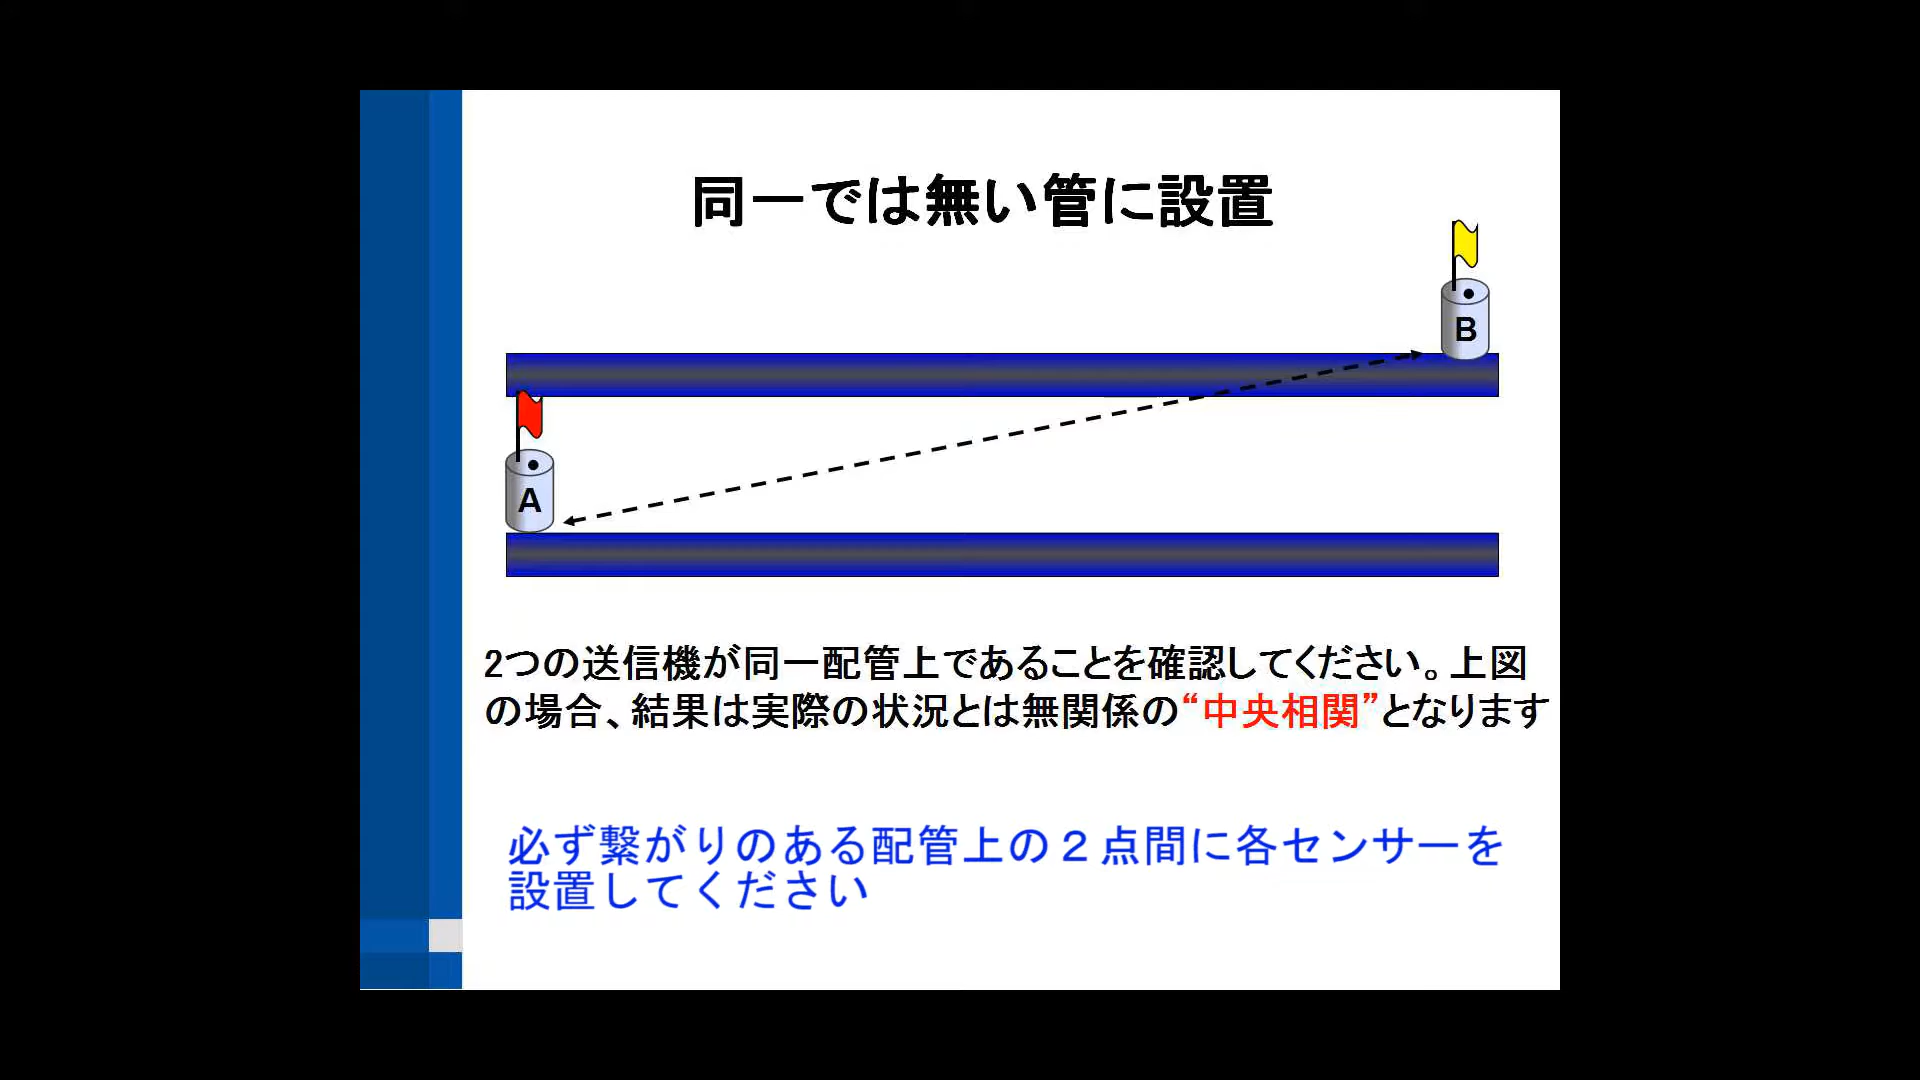 同一では無い管に設置
B
A
2つの送信機が同一配管上であることを確認してください。上図
の場合、結果は実際の状況とは無関係の“中央相関”となります
必ず繋がりのある配管上の２点間に各センサーを
設置してください